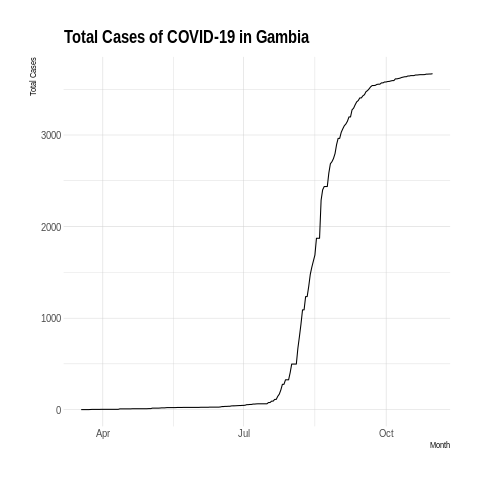 Total Cases of COVID-19 in Gambia
Total Cases
3000
2000
1000
0
Apr
Jul
Oct
Month